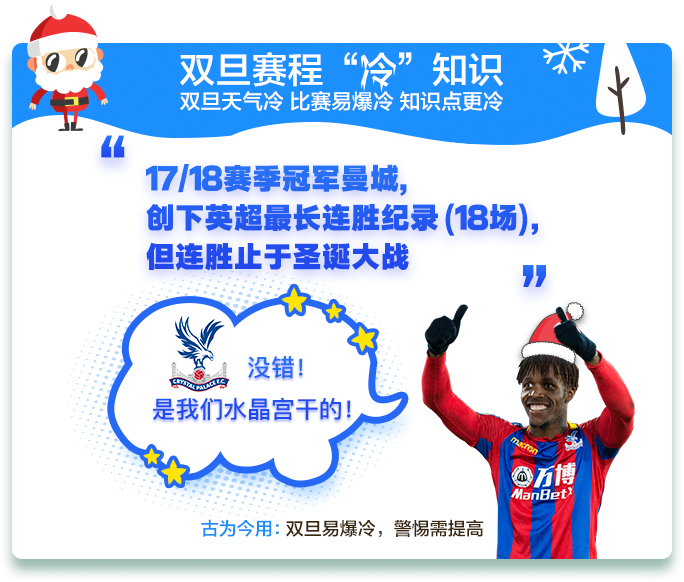 双旦赛程“冷”知识
双旦天气冷 比赛易爆冷 知识点更冷
“
17/18赛季冠军曼城，
创下英超最长连胜纪录（18场），
但连胜止于圣诞大战
”
CRYSTAL PALACE F.C.
没错！
是我们水晶宫干的！
macron
万博
ManBetX
古为今用：双旦易爆冷，警惕需提高